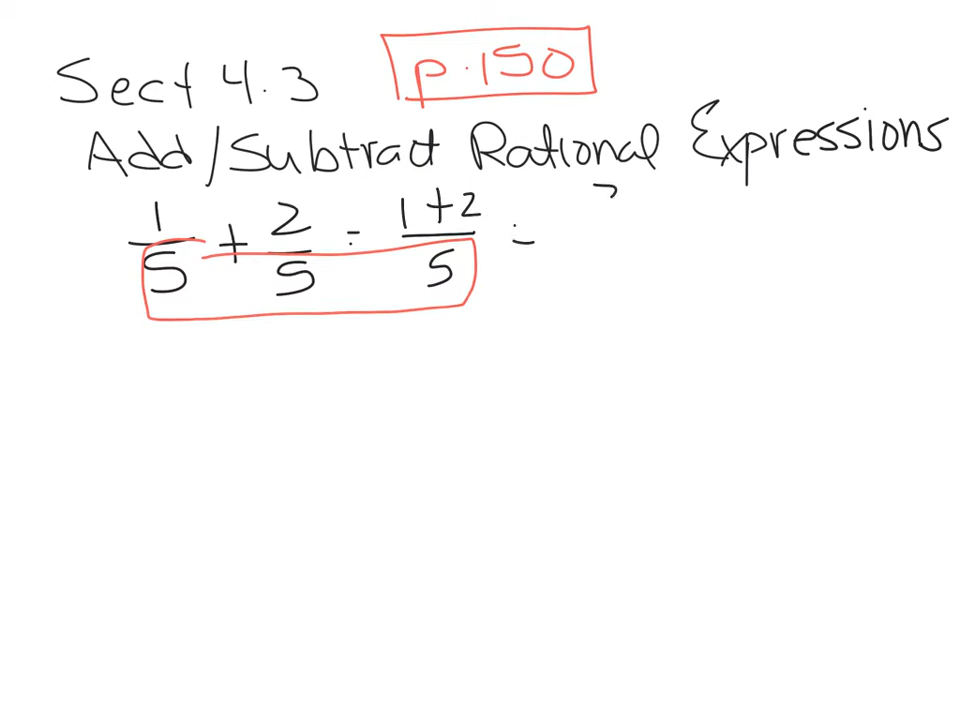 Sect 4.3 p.150
Add/Subtract Rational Expressions
1/5 + 2/5 = (1+2)/5 =